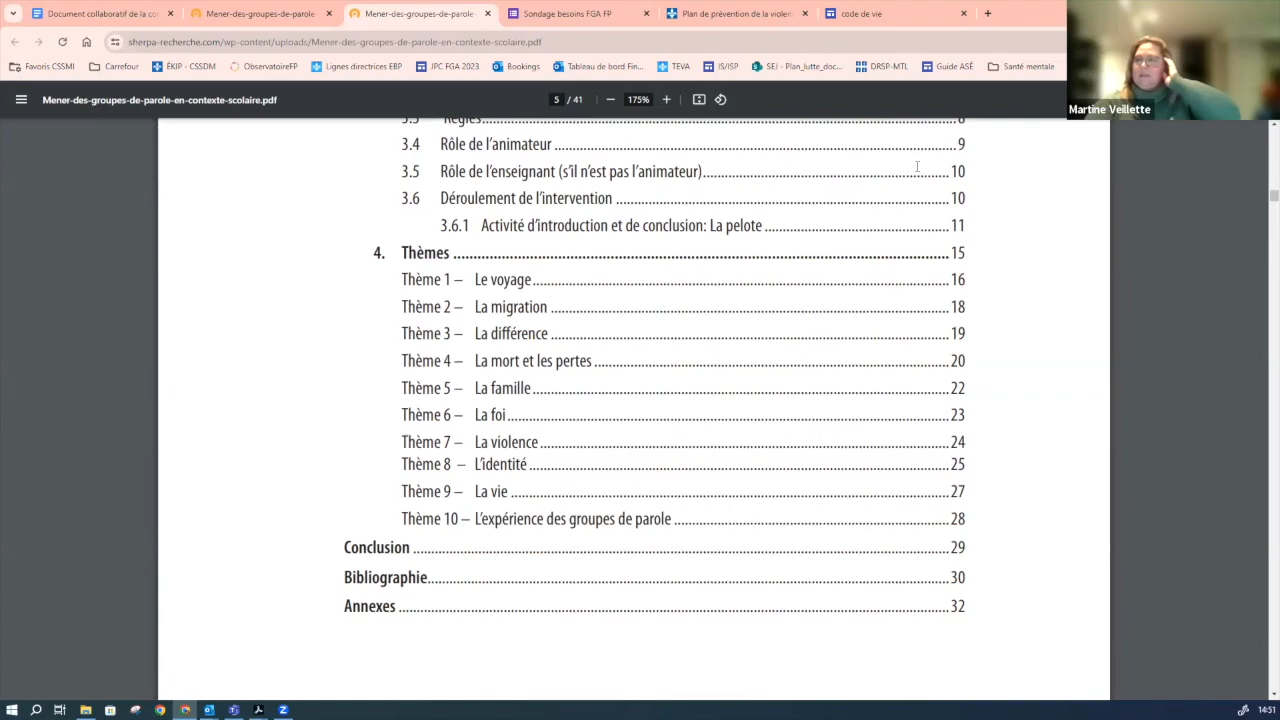 Document collaboratif de la co
Mener-des-groupes-de-parole
Mener-des-groupes-de-parole
Sondage besoins FGA FP
Plan de prévention de la violen
code de vie
sherpa-recherche.com/wp-content/uploads/Mener-des-groupes-de-parole-en-contexte-scolaire.pdf
Favoris CSSMI
Carrefour
ÉKIP - CSSDM
ObservatoireFP
Lignes directrices EBP
JPC FGA 2023
Bookings
Tableau de bord Fin...
TEVA
IS/ISP
SEJ - Plan_lutte_doc...
DRSP-MTL
Guide ASÉ
Santé mentale
Martine Veillette
Mener-des-groupes-de-parole-en-contexte-scolaire.pdf
5 / 41
175%
3.3 Règles 8
3.4 Rôle de l'animateur 9
3.5 Rôle de l'enseignant (s'il n'est pas l'animateur) 10
3.6 Déroulement de l'intervention 10
3.6.1 Activité d'introduction et de conclusion: La pelote 11
4. Thèmes 15
Thème 1 – Le voyage 16
Thème 2 – La migration 18
Thème 3 – La différence 19
Thème 4 – La mort et les pertes 20
Thème 5 – La famille 22
Thème 6 – La foi 23
Thème 7 – La violence 24
Thème 8 – L'identité 25
Thème 9 – La vie 27
Thème 10 – L'expérience des groupes de parole 28
Conclusion 29
Bibliographie 30
Annexes 32
14:51